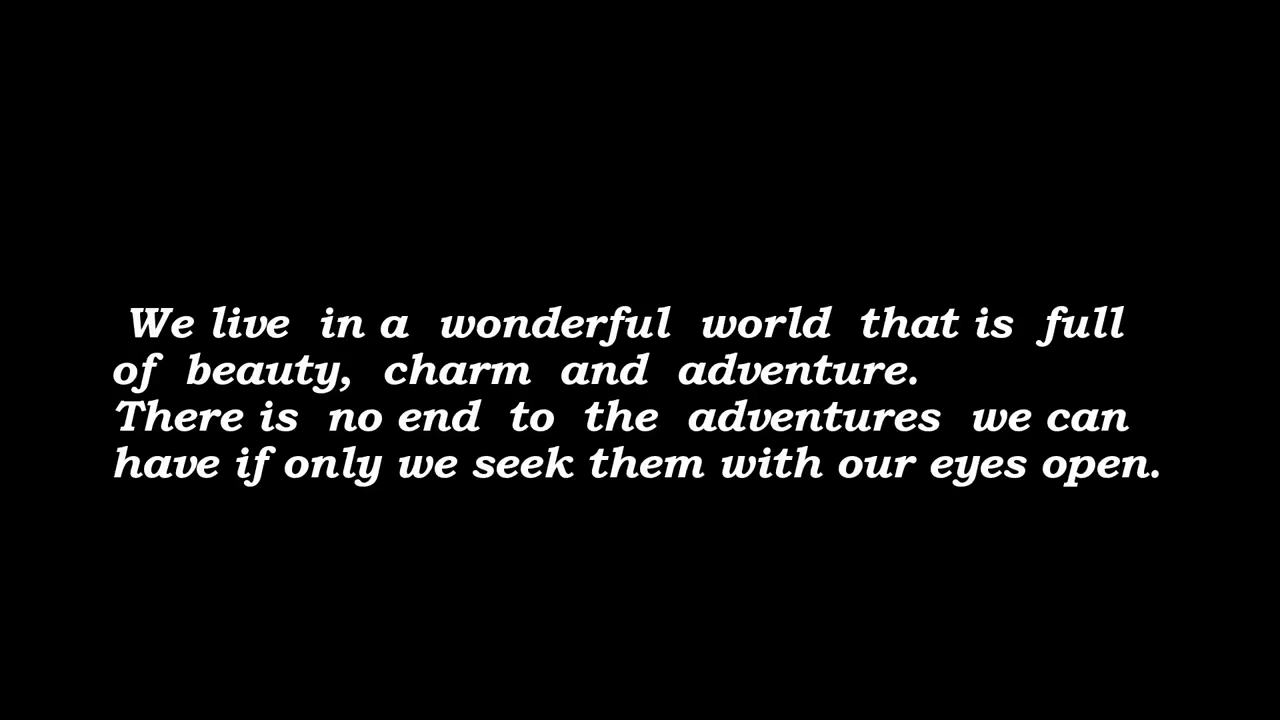 We live in a wonderful world that is full
of beauty, charm and adventure.
There is no end to the adventures we can
have if only we seek them with our eyes open.